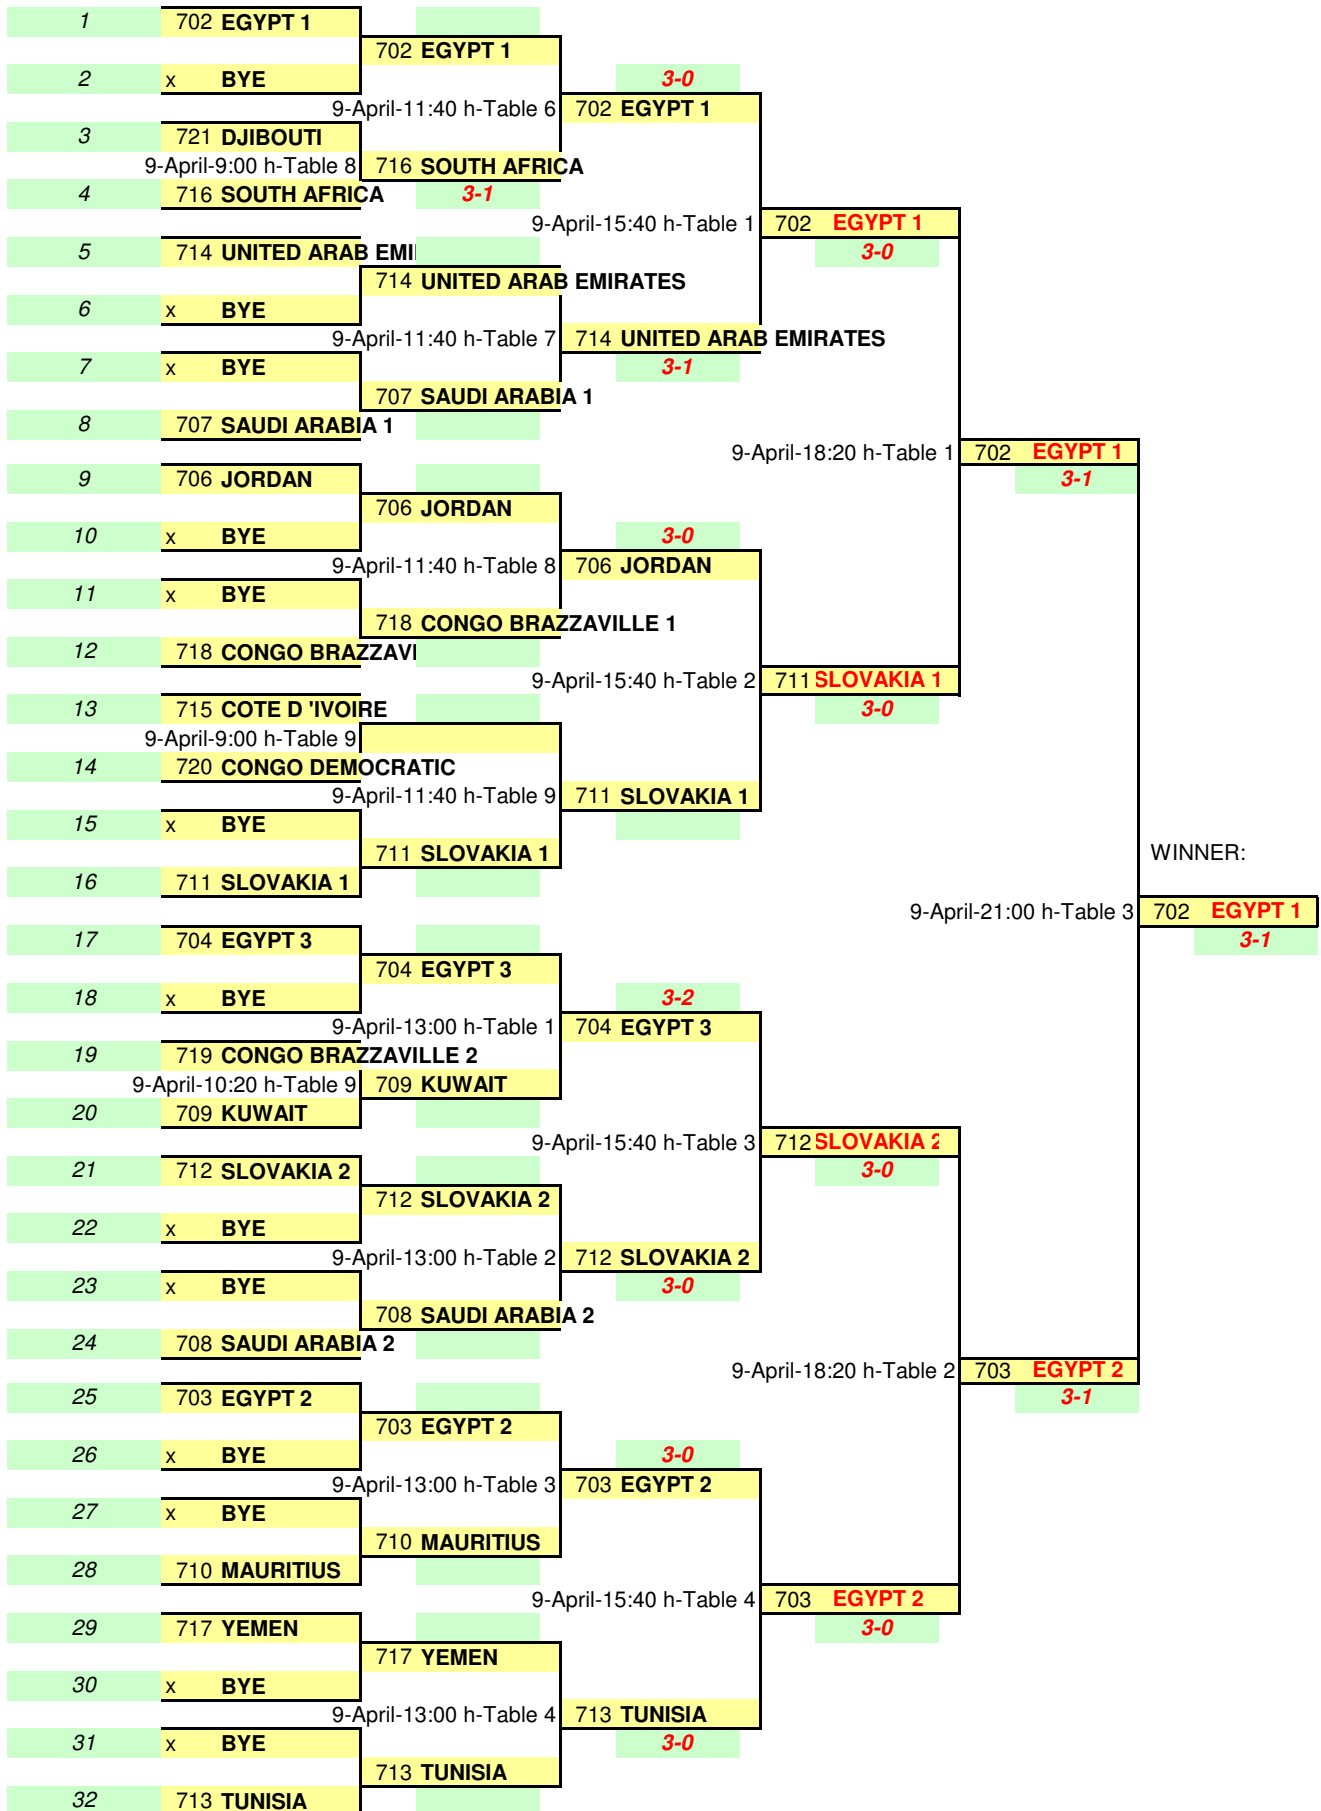 1 702 EGYPT 1
702 EGYPT 1
2 x BYE 3-0
9-April-11:40 h-Table 6 702 EGYPT 1
3 721 DJIBOUTI
9-April-9:00 h-Table 8 716 SOUTH AFRICA
4 716 SOUTH AFRICA 3-1
9-April-15:40 h-Table 1 702 EGYPT 1
5 714 UNITED ARAB EMI 3-0
714 UNITED ARAB EMIRATES
6 x BYE
9-April-11:40 h-Table 7 714 UNITED ARAB EMIRATES
7 x BYE 3-1
707 SAUDI ARABIA 1
8 707 SAUDI ARABIA 1
9-April-18:20 h-Table 1 702 EGYPT 1
9 706 JORDAN 3-1
706 JORDAN
10 x BYE 3-0
9-April-11:40 h-Table 8 706 JORDAN
11 x BYE
718 CONGO BRAZZAVILLE 1
12 718 CONGO BRAZZAVI
9-April-15:40 h-Table 2 711 SLOVAKIA 1
13 715 COTE D 'IVOIRE 3-0
9-April-9:00 h-Table 9
14 720 CONGO DEMOCRATIC
9-April-11:40 h-Table 9 711 SLOVAKIA 1
15 x BYE
711 SLOVAKIA 1 WINNER:
16 711 SLOVAKIA 1
9-April-21:00 h-Table 3 702 EGYPT 1
17 704 EGYPT 3 3-1
704 EGYPT 3
18 x BYE 3-2
9-April-13:00 h-Table 1 704 EGYPT 3
19 719 CONGO BRAZZAVILLE 2
9-April-10:20 h-Table 9 709 KUWAIT
20 709 KUWAIT
9-April-15:40 h-Table 3 712 SLOVAKIA 2
21 712 SLOVAKIA 2 3-0
712 SLOVAKIA 2
22 x BYE
9-April-13:00 h-Table 2 712 SLOVAKIA 2
23 x BYE 3-0
708 SAUDI ARABIA 2
24 708 SAUDI ARABIA 2
9-April-18:20 h-Table 2 703 EGYPT 2
25 703 EGYPT 2 3-1
703 EGYPT 2
26 x BYE 3-0
9-April-13:00 h-Table 3 703 EGYPT 2
27 x BYE
710 MAURITIUS
28 710 MAURITIUS
9-April-15:40 h-Table 4 703 EGYPT 2
29 717 YEMEN 3-0
717 YEMEN
30 x BYE
9-April-13:00 h-Table 4 713 TUNISIA
31 x BYE 3-0
713 TUNISIA
32 713 TUNISIA